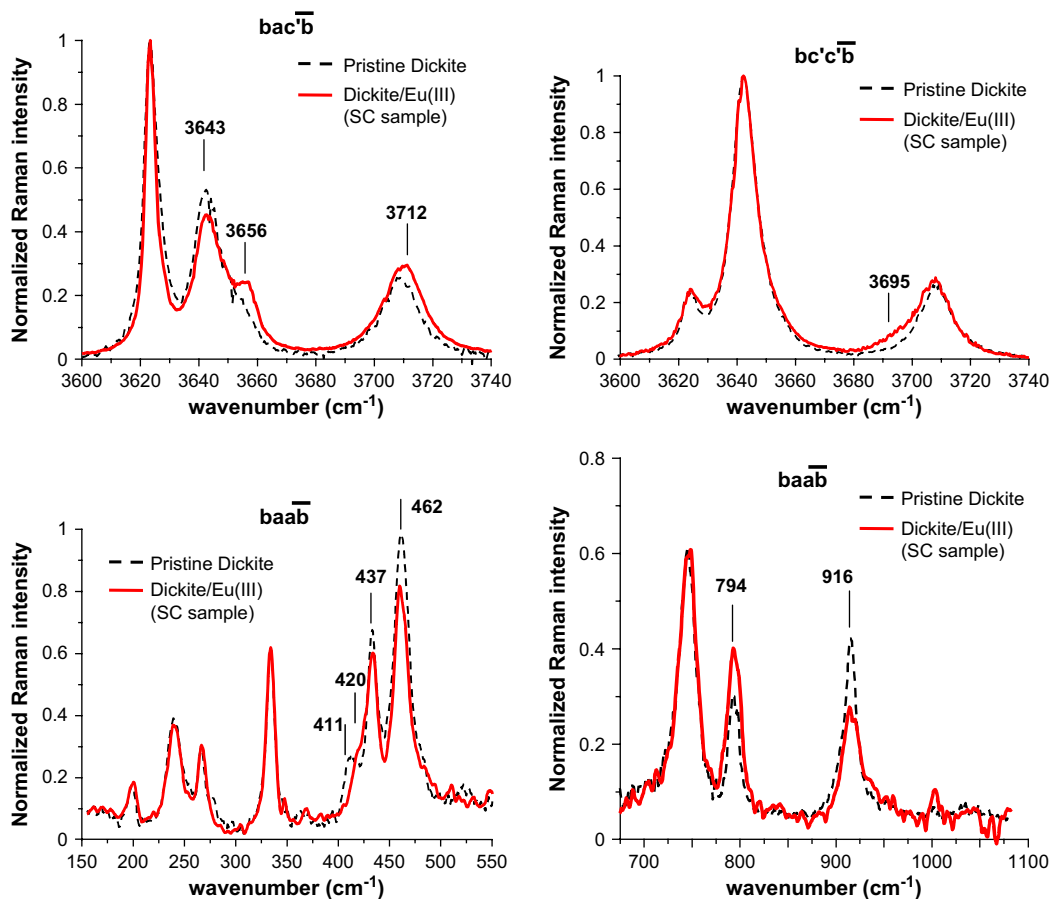 bac'b̅
Pristine Dickite
Dickite/Eu(III)
(SC sample)
3643
3656
3712
Normalized Raman intensity
1
0.8
0.6
0.4
0.2
0
3600 3620 3640 3660 3680 3700 3720 3740
wavenumber (cm-1)
bc'c'b̅
Pristine Dickite
Dickite/Eu(III)
(SC sample)
3695
Normalized Raman intensity
1
0.8
0.6
0.4
0.2
0
3600 3620 3640 3660 3680 3700 3720 3740
wavenumber (cm-1)
baab̅
Pristine Dickite
Dickite/Eu(III)
(SC sample)
462
437
420
411
Normalized Raman intensity
1
0.8
0.6
0.4
0.2
0
150 200 250 300 350 400 450 500 550
wavenumber (cm-1)
baab̅
Pristine Dickite
Dickite/Eu(III)
(SC sample)
794
916
Normalized Raman intensity
0.8
0.6
0.4
0.2
0
700 800 900 1000 1100
wavenumber (cm-1)